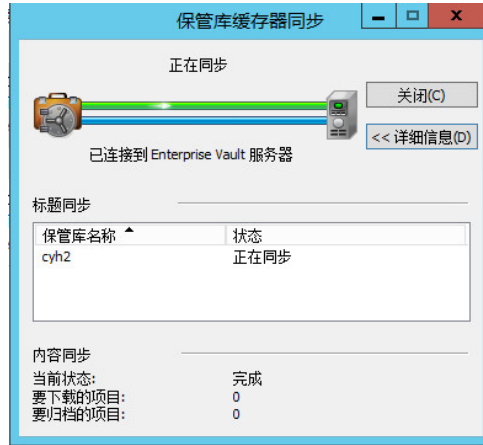 保管库缓存器同步
正在同步
关闭(C)
<< 详细信息(D)
已连接到 Enterprise Vault 服务器
标题同步
保管库名称 状态
cyh2 正在同步
内容同步
当前状态: 完成
要下载的项目: 0
要归档的项目: 0